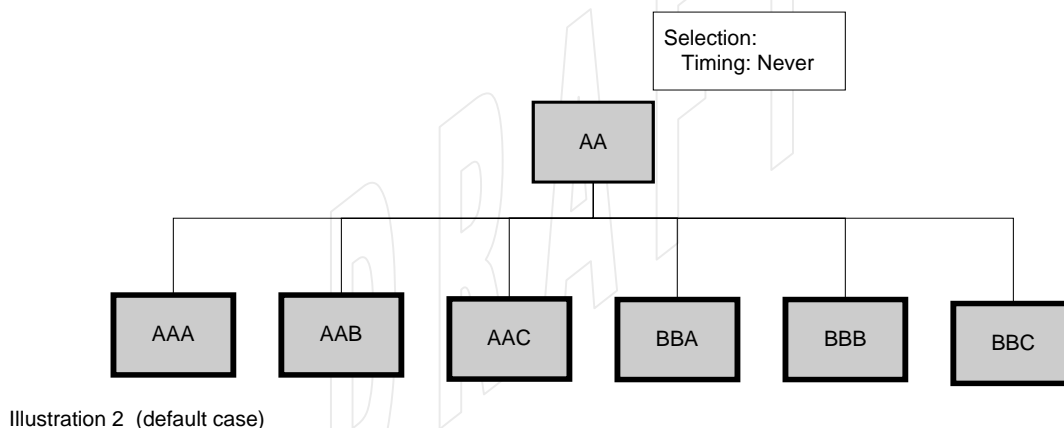 Selection:
Timing: Never
AA
AAA
AAB
AAC
BBA
BBB
BBC
Illustration 2 (default case)
DRAFT